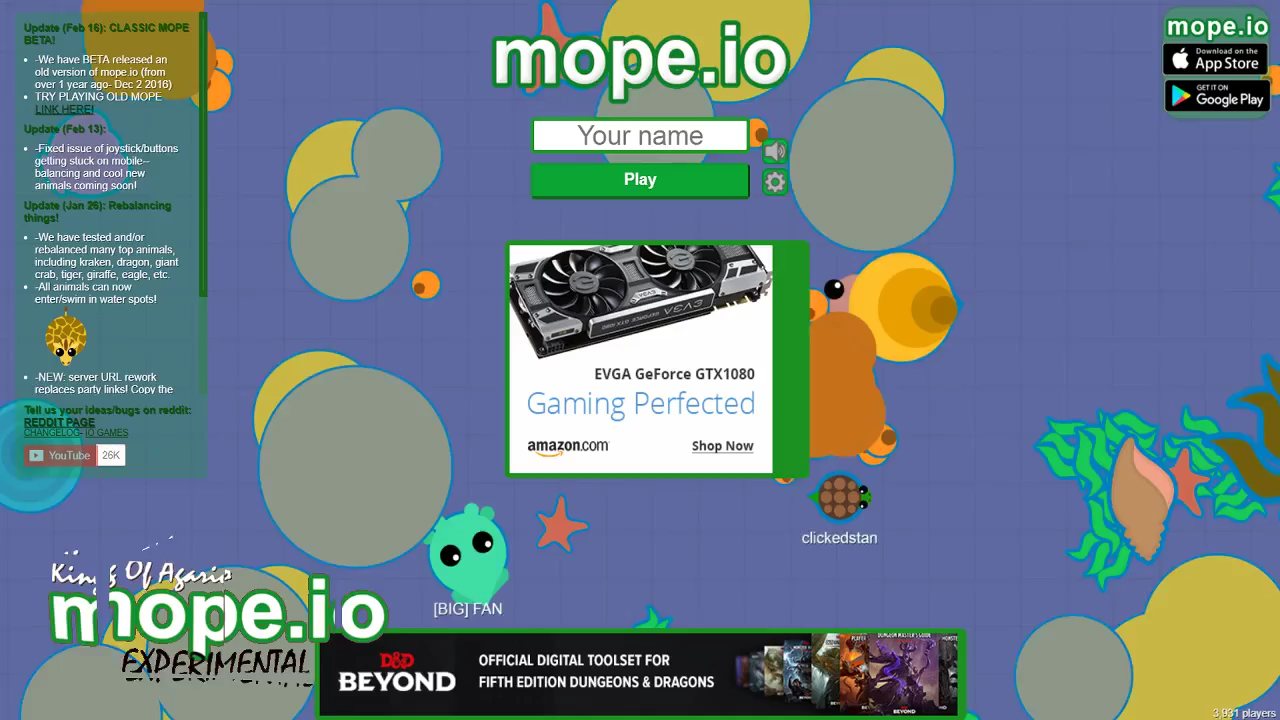 Update (Feb 16): CLASSIC MOPE
BETA!
-We have BETA released an
old version of mope.io (from
over 1 year ago- Dec 2 2016)
TRY PLAYING OLD MOPE
LINK HERE!
Update (Feb 13):
-Fixed issue of joystick/buttons
getting stuck on mobile--
balancing and cool new
animals coming soon!
Update (Jan 26): Rebalancing
things!
-We have tested and/or
rebalanced many top animals,
including kraken, dragon, giant
crab, tiger, giraffe, eagle, etc.
-All animals can now
enter/swim in water spots!
-NEW: server URL rework
replaces party links! Copy the
Tell us your ideas/bugs on reddit:
REDDIT PAGE
CHANGELOG- IO GAMES
YouTube 26K
mope.io
Your name
Play
EVGA
EVGA GEFORCE GTX 1080
EVGA GeForce GTX1080
Gaming Perfected
amazon.com Shop Now
mope.io
Download on the
App Store
GET IT ON
Google Play
clickedstan
[BIG] FAN
King Of Agario
mope.io
EXPERIMENTAL
D&D
BEYOND
OFFICIAL DIGITAL TOOLSET FOR
FIFTH EDITION DUNGEONS & DRAGONS
3,931 players